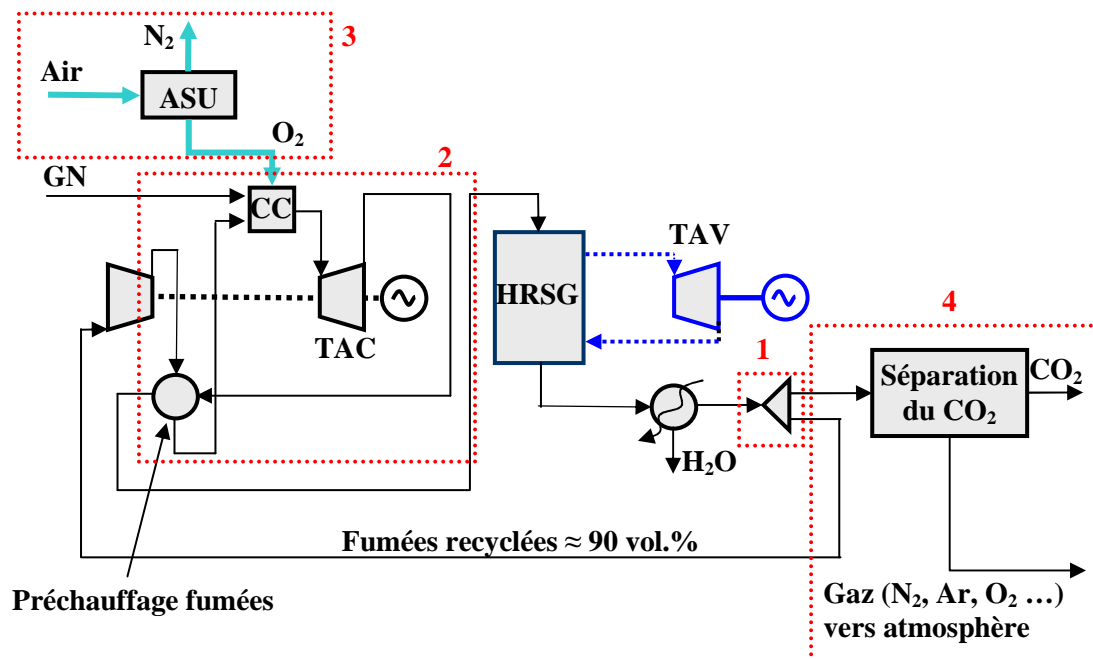 N₂
3
Air
ASU
O₂
2
GN
CC
TAV
HRSG
TAC
4
1
Séparation
du CO₂
CO₂
H₂O
Fumées recyclées ≈ 90 vol.%
Préchauffage fumées
Gaz (N₂, Ar, O₂ …)
vers atmosphère